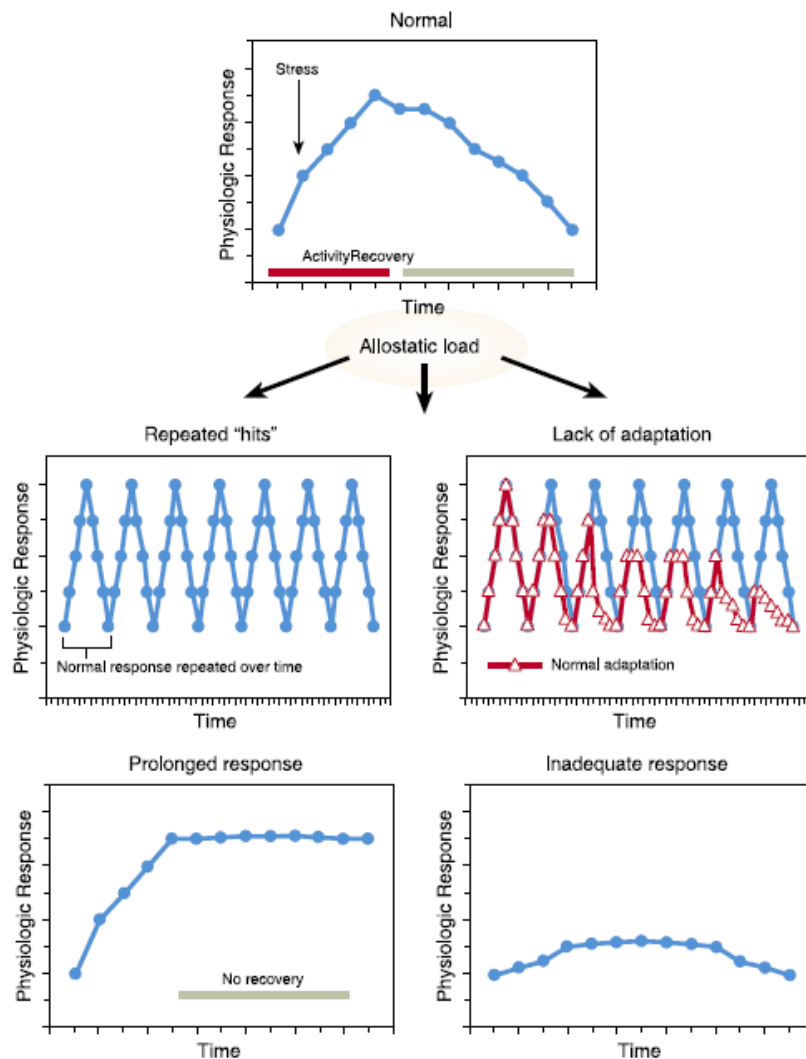 Normal
Stress
Physiologic Response
ActivityRecovery
Time
Allostatic load
Repeated “hits”
Physiologic Response
Normal response repeated over time
Time
Lack of adaptation
Physiologic Response
Normal adaptation
Time
Prolonged response
Physiologic Response
No recovery
Time
Inadequate response
Physiologic Response
Time